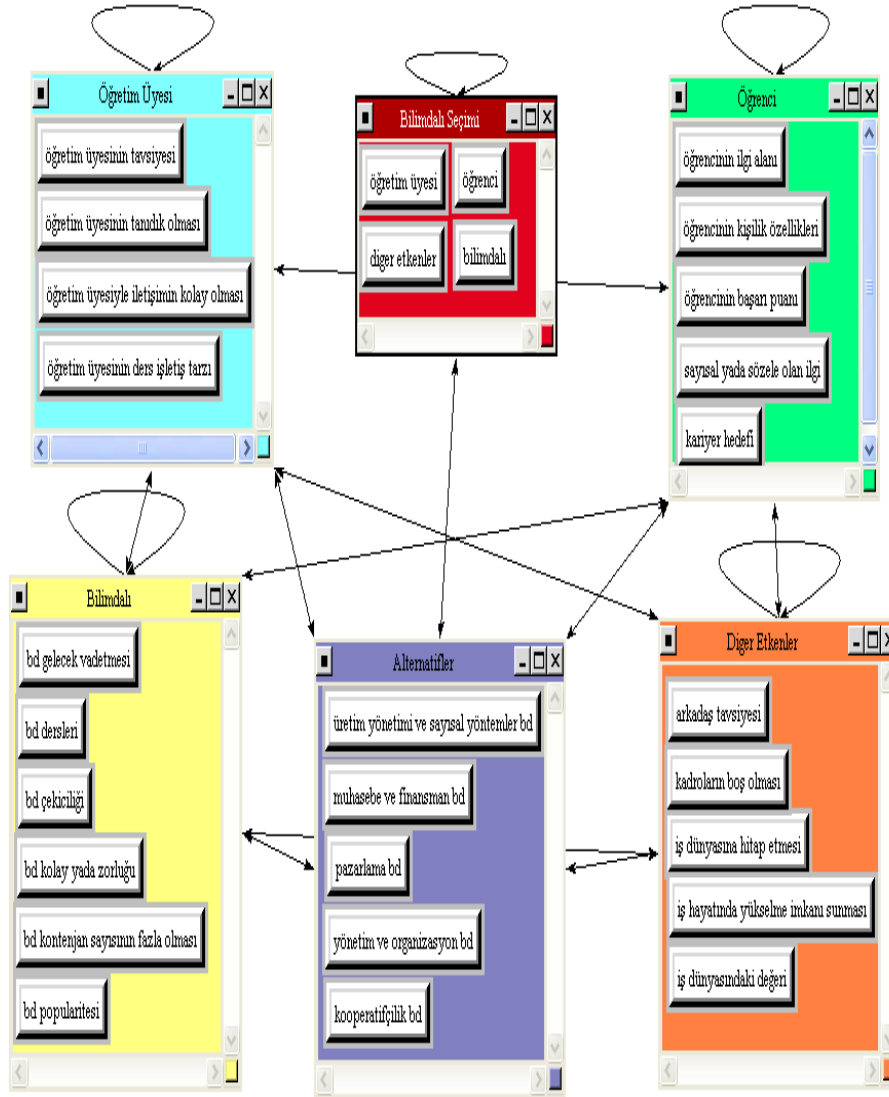 Öğretim Üyesi
öğretim üyesinin tavsiyesi
öğretim üyesinin tanıdık olması
öğretim üyesiyle iletişimin kolay olması
öğretim üyesinin ders işletiş tarzı
Bilimdalı Seçimi
öğretim üyesi
öğrenci
diger etkenler
bilimdalı
Öğrenci
öğrencinin ilgi alanı
öğrencinin kişilik özellikleri
öğrencinin başarı puanı
sayısal yada sözele olan ilgi
kariyer hedefi
Bilimdalı
bd gelecek vadetmesi
bd dersleri
bd çekiciliği
bd kolay yada zorluğu
bd kontenjan sayısının fazla olması
bd popularitesi
Alternatifler
üretim yönetimi ve sayısal yöntemler bd
muhasebe ve finansman bd
pazarlama bd
yönetim ve organizasyon bd
kooperatifçilik bd
Diger Etkenler
arkadaş tavsiyesi
kadroların boş olması
iş dünyasına hitap etmesi
iş hayatında yükselme imkanı sunması
iş dünyasındaki değeri